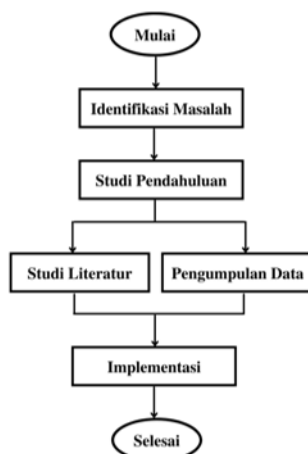 Mulai
Identifikasi Masalah
Studi Pendahuluan
Studi Literatur
Pengumpulan Data
Implementasi
Selesai